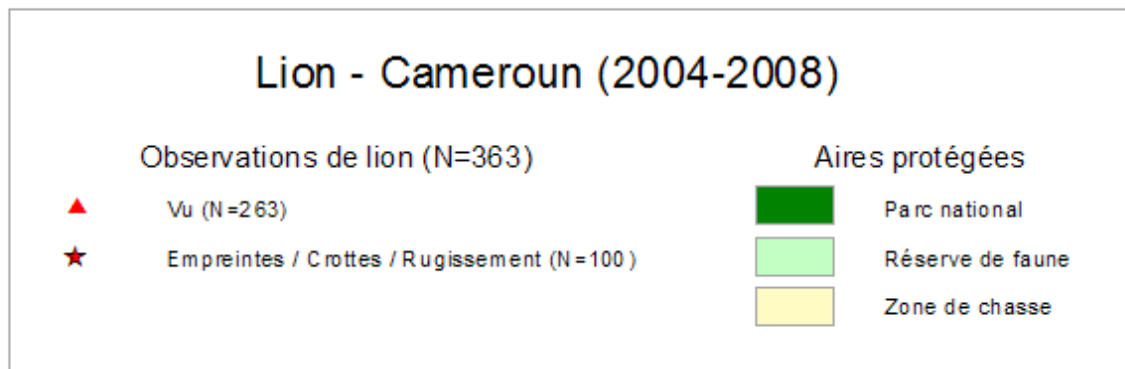 Lion - Cameroun (2004-2008)
Observations de lion (N=363)
Vu (N=263)
Empreintes / Crottes / Rugissement (N=100)
Aires protégées
Parc national
Réserve de faune
Zone de chasse